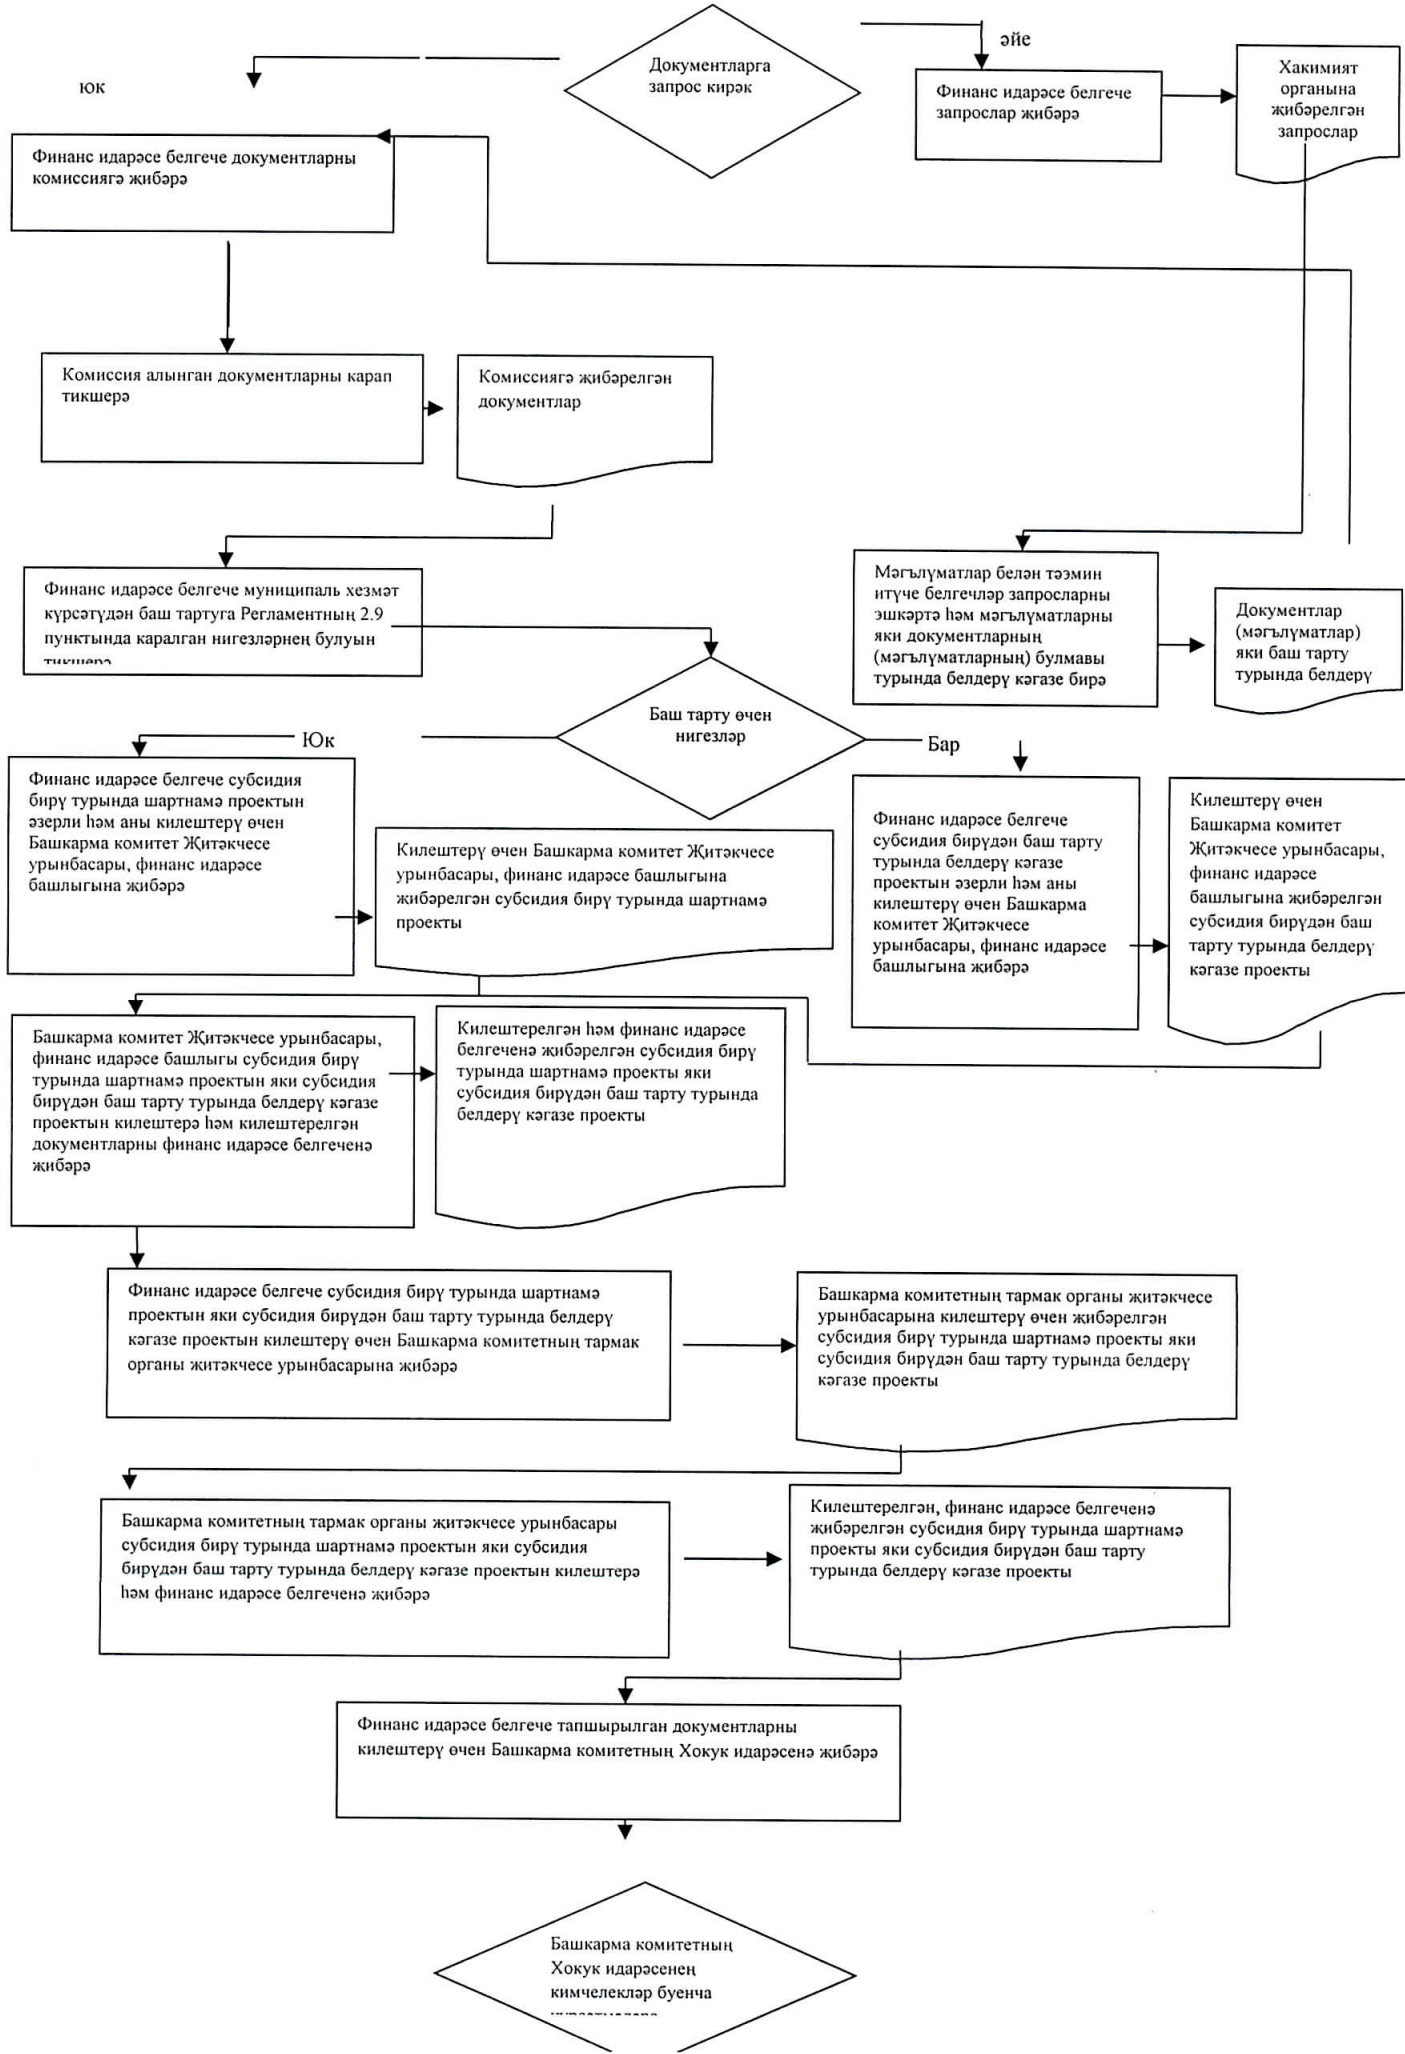 Документларга
запрос кирәк
әйе
юк
Финанс идарәсе белгече
запрослар җибәрә
Хакимият
органына
җибәрелгән
запрослар
Финанс идарәсе белгече документларны
комиссиягә җибәрә
Комиссия алынган документларны карап
тикшерә
Комиссиягә җибәрелгән
документлар
Финанс идарәсе белгече муниципаль хезмәт
күрсәтүдән баш тартуга Регламентның 2.9
пунктында каралган нигезләрнең булуын
тикшерә
Мәгълүматлар белән тәэмин
итүче белгечләр запросларны
эшкәртә һәм мәгълүматларны
яки документларның
(мәгълүматларның) булмавы
турында белдерү кәгазе бирә
Документлар
(мәгълүматлар)
яки баш тарту
турында белдерү
Баш тарту өчен
нигезләр
Юк
Бар
Финанс идарәсе белгече субсидия
бирү турында шартнамә проектын
әзерли һәм аны килештерү өчен
Башкарма комитет Җитәкчесе
урынбасары, финанс идарәсе
башлыгына җибәрә
Килештерү өчен Башкарма комитет Җитәкчесе
урынбасары, финанс идарәсе башлыгына
җибәрелгән субсидия бирү турында шартнамә
проекты
Финанс идарәсе белгече
субсидия бирүдән баш тарту
турында белдерү кәгазе
проектын әзерли һәм аны
килештерү өчен Башкарма
комитет Җитәкчесе
урынбасары, финанс идарәсе
башлыгына җибәрә
Килештерү өчен
Башкарма комитет
Җитәкчесе урынбасары,
финанс идарәсе
башлыгына җибәрелгән
субсидия бирүдән баш
тарту турында белдерү
кәгазе проекты
Башкарма комитет Җитәкчесе урынбасары,
финанс идарәсе башлыгы субсидия бирү
турында шартнамә проектын яки субсидия
бирүдән баш тарту турында белдерү кәгазе
проектын килештерә һәм килештерелгән
документларны финанс идарәсе белгеченә
җибәрә
Килештерелгән һәм финанс идарәсе
белгеченә җибәрелгән субсидия бирү
турында шартнамә проекты яки
субсидия бирүдән баш тарту турында
белдерү кәгазе проекты
Финанс идарәсе белгече субсидия бирү турында шартнамә
проектын яки субсидия бирүдән баш тарту турында белдерү
кәгазе проектын килештерү өчен Башкарма комитетның тармак
органы җитәкчесе урынбасарына җибәрә
Башкарма комитетның тармак органы җитәкчесе
урынбасарына килештерү өчен җибәрелгән
субсидия бирү турында шартнамә проекты яки
субсидия бирүдән баш тарту турында белдерү
кәгазе проекты
Башкарма комитетның тармак органы җитәкчесе урынбасары
субсидия бирү турында шартнамә проектын яки субсидия
бирүдән баш тарту турында белдерү кәгазе проектын килештерә
һәм финанс идарәсе белгеченә җибәрә
Килештерелгән, финанс идарәсе белгеченә
җибәрелгән субсидия бирү турында шартнамә
проекты яки субсидия бирүдән баш тарту
турында белдерү кәгазе проекты
Финанс идарәсе белгече тапшырылган документларны
килештерү өчен Башкарма комитетның Хокук идарәсенә җибәрә
Башкарма комитетның
Хокук идарәсенең
кимчелекләр буенча